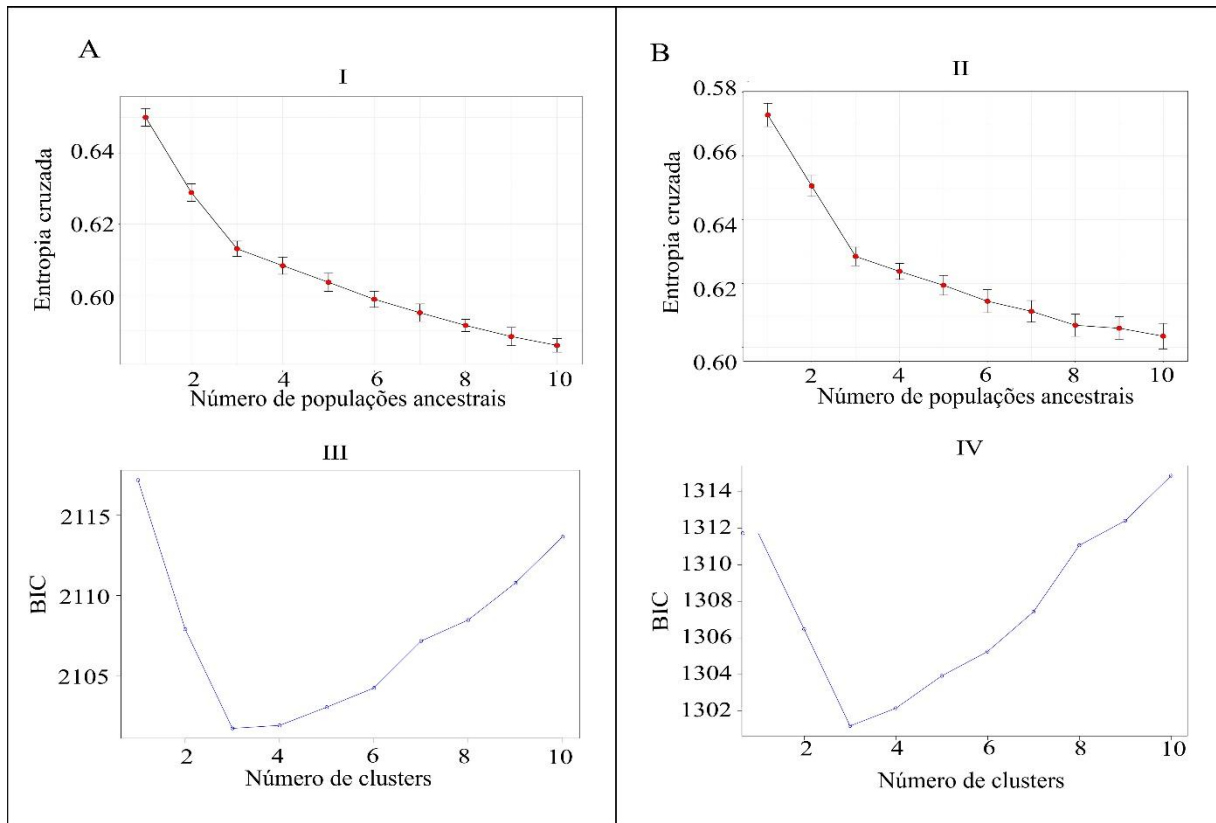 A
I
Entropia cruzada
0.64
0.62
0.60
2 4 6 8 10
Número de populações ancestrais
III
BIC
2115
2110
2105
2 4 6 8 10
Número de clusters
B
II
Entropia cruzada
0.58
0.66
0.64
0.62
0.60
2 4 6 8 10
Número de populações ancestrais
IV
BIC
1314
1312
1310
1308
1306
1304
1302
2 4 6 8 10
Número de clusters